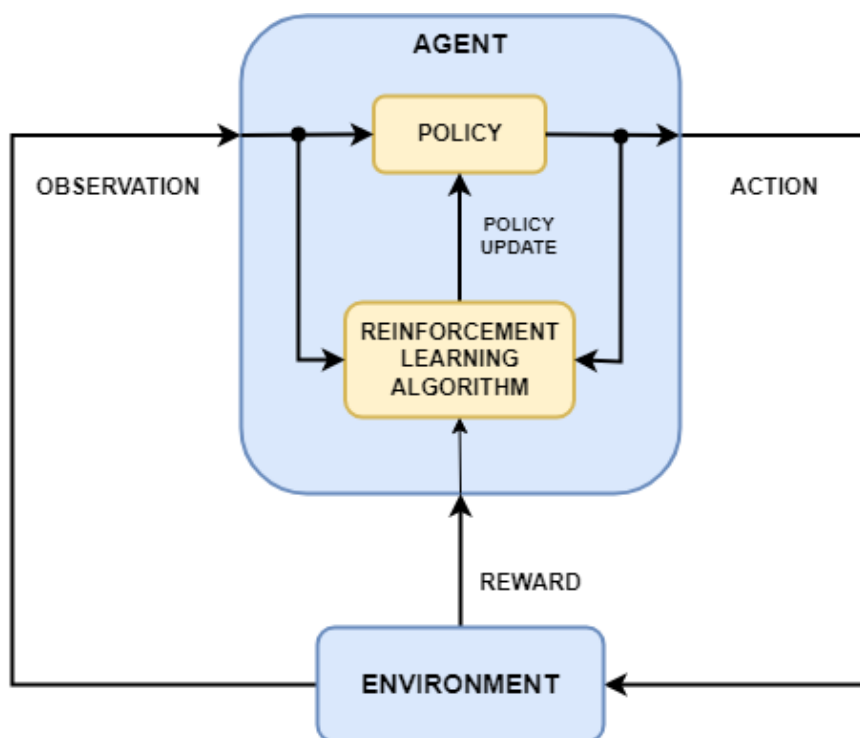 AGENT
POLICY
OBSERVATION
ACTION
POLICY
UPDATE
REINFORCEMENT
LEARNING
ALGORITHM
REWARD
ENVIRONMENT